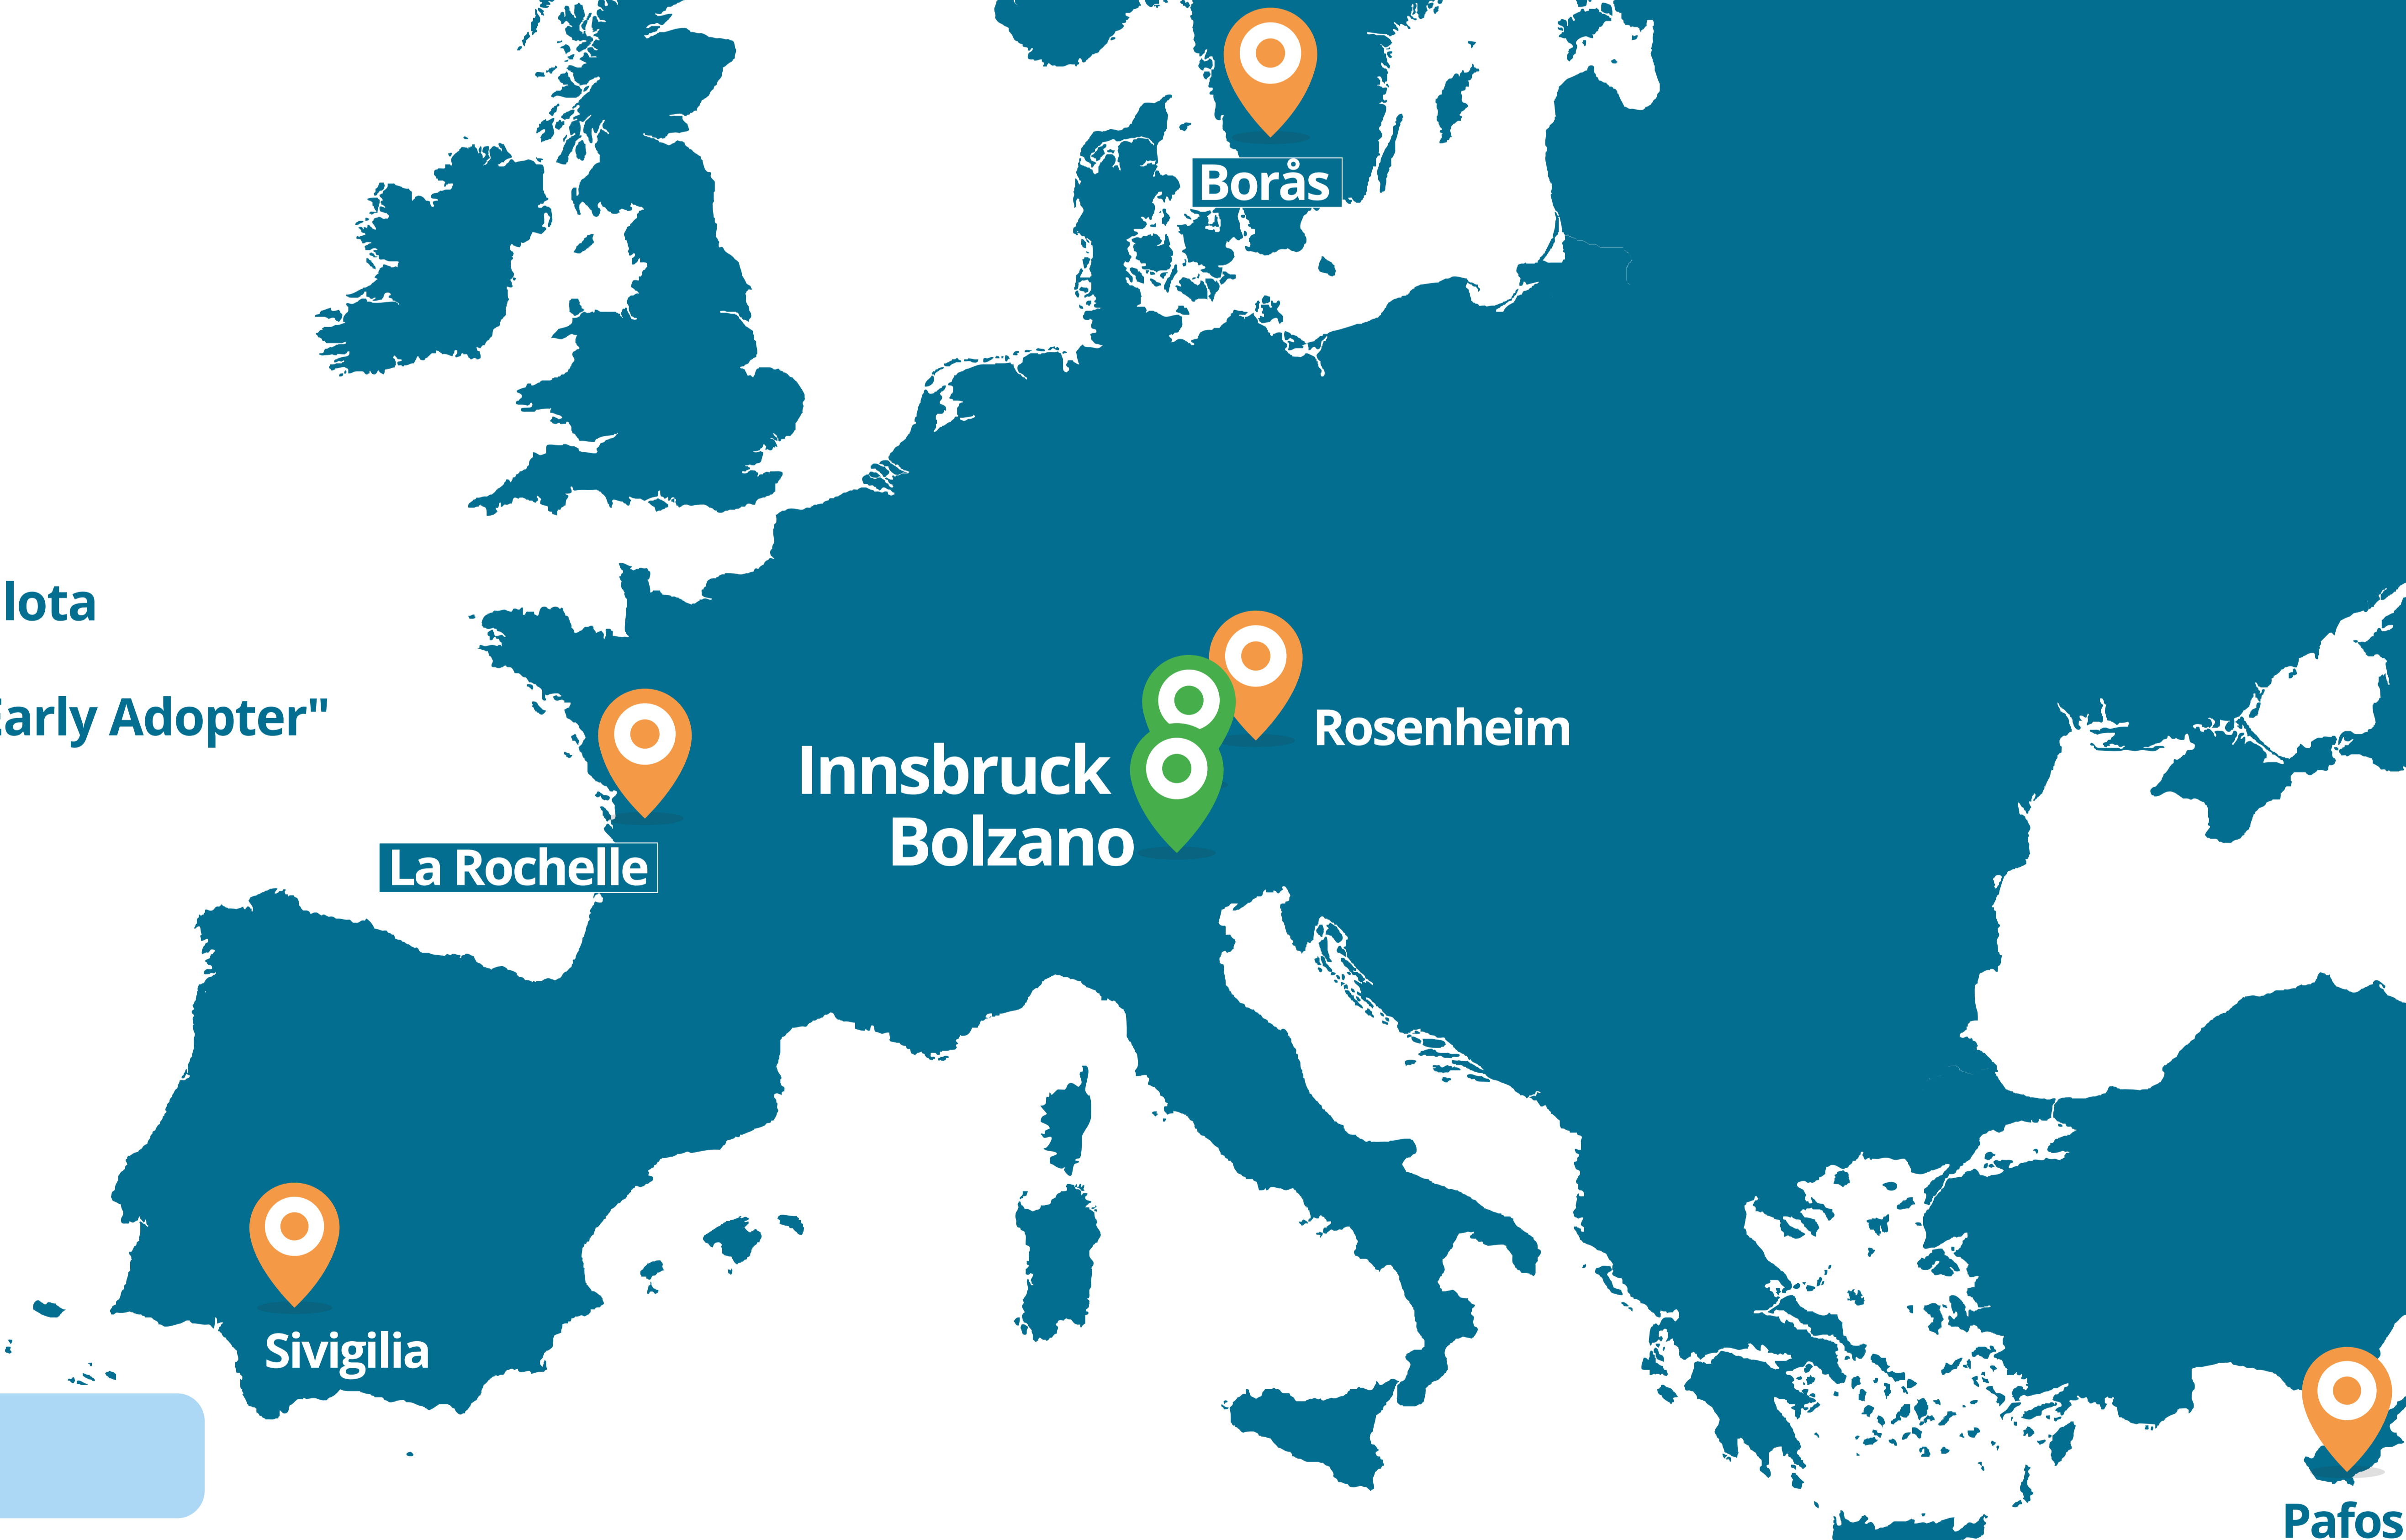 Borås
lota
arly Adopter"
Rosenheim
Innsbruck
Bolzano
La Rochelle
Sivigilia
Pafos